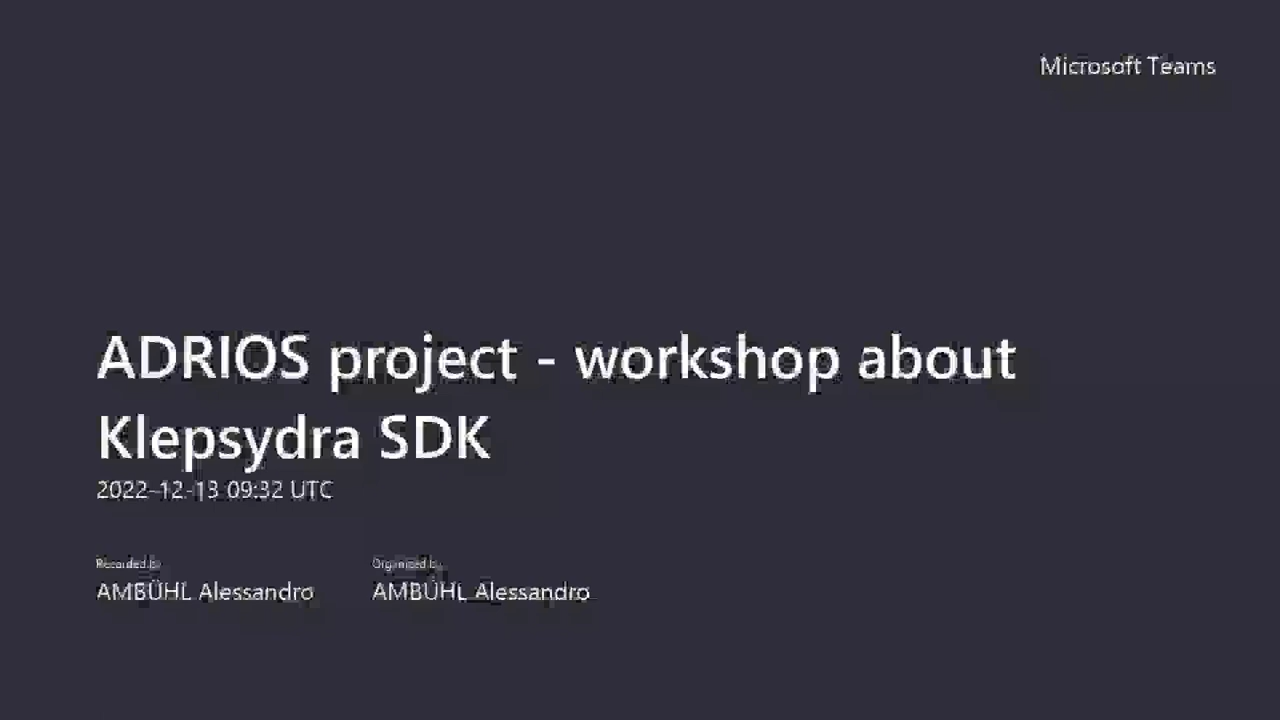 Microsoft Teams
ADRIOS project - workshop about
Klepsydra SDK
2022-12-13 09:32 UTC
Recorded by
Organized by
AMBÜHL Alessandro
AMBÜHL Alessandro